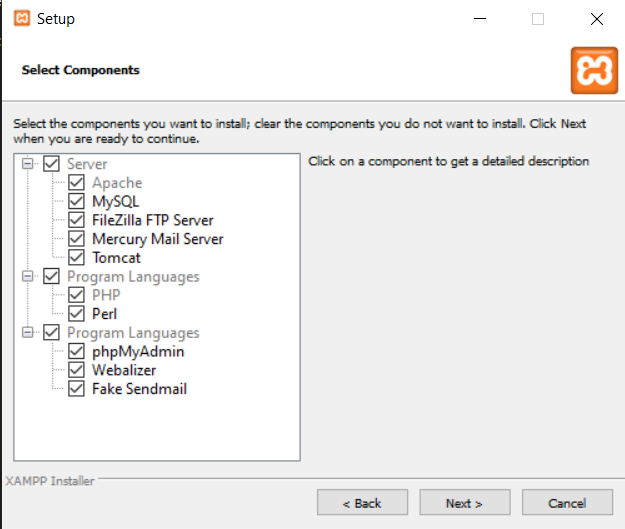 Setup
Select Components
Select the components you want to install; clear the components you do not want to install. Click Next
when you are ready to continue.
Server
Apache
MySQL
FileZilla FTP Server
Mercury Mail Server
Tomcat
Program Languages
PHP
Perl
Program Languages
phpMyAdmin
Webalizer
Fake Sendmail
Click on a component to get a detailed description
XAMPP Installer
< Back
Next >
Cancel